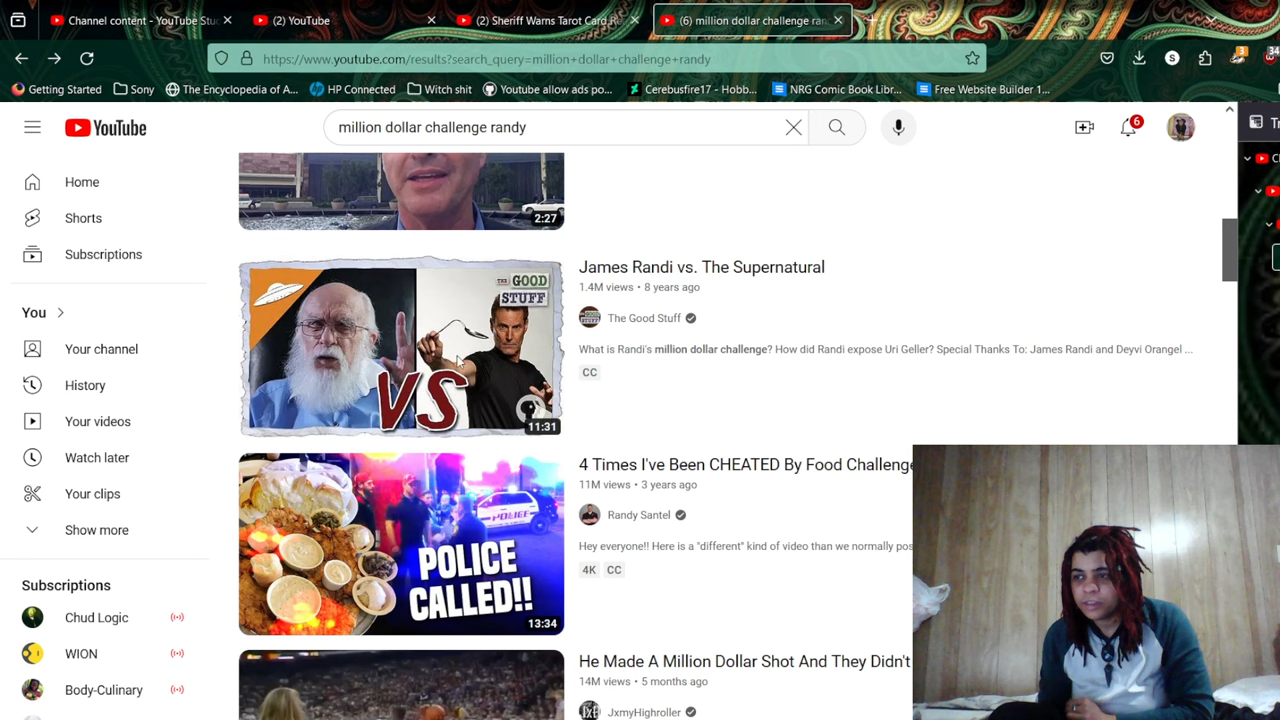 Channel content - YouTube Stu
(2) YouTube
(2) Sheriff Warns Tarot Card Re
(6) million dollar challenge ran
https://www.youtube.com/results?search_query=million+dollar+challenge+randy
S
3
34
Getting Started
Sony
The Encyclopedia of A...
HP Connected
Witch shit
Youtube allow ads po...
Cerebusfire17 - Hobb...
NRG Comic Book Libr...
Free Website Builder 1...
YouTube
million dollar challenge randy
6
Tr
Home
Shorts
Subscriptions
You
Your channel
History
Your videos
Watch later
Your clips
Show more
Subscriptions
Chud Logic
WION
Body-Culinary
2:27
THE GOOD
STUFF
VS
11:31
James Randi vs. The Supernatural
1.4M views • 8 years ago
The Good Stuff
What is Randi's million dollar challenge? How did Randi expose Uri Geller? Special Thanks To: James Randi and Deyvi Orangel ...
CC
POLICE
CALLED!!
13:34
4 Times I've Been CHEATED By Food Challenge
11M views • 3 years ago
Randy Santel
Hey everyone!! Here is a "different" kind of video than we normally pos
4K CC
He Made A Million Dollar Shot And They Didn't
14M views • 5 months ago
JxmyHighroller